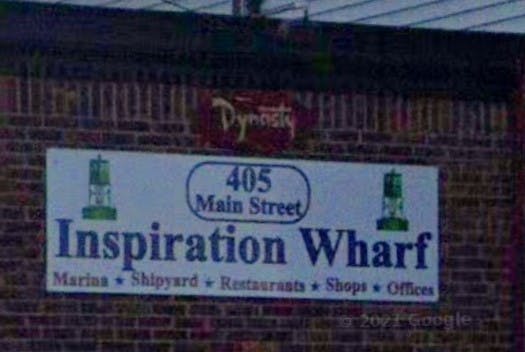 Dynasty
405
Main Street
Inspiration Wharf
Marina ★ Shipyard ★ Restaurants ★ Shops ★ Offices
© 2021 Google